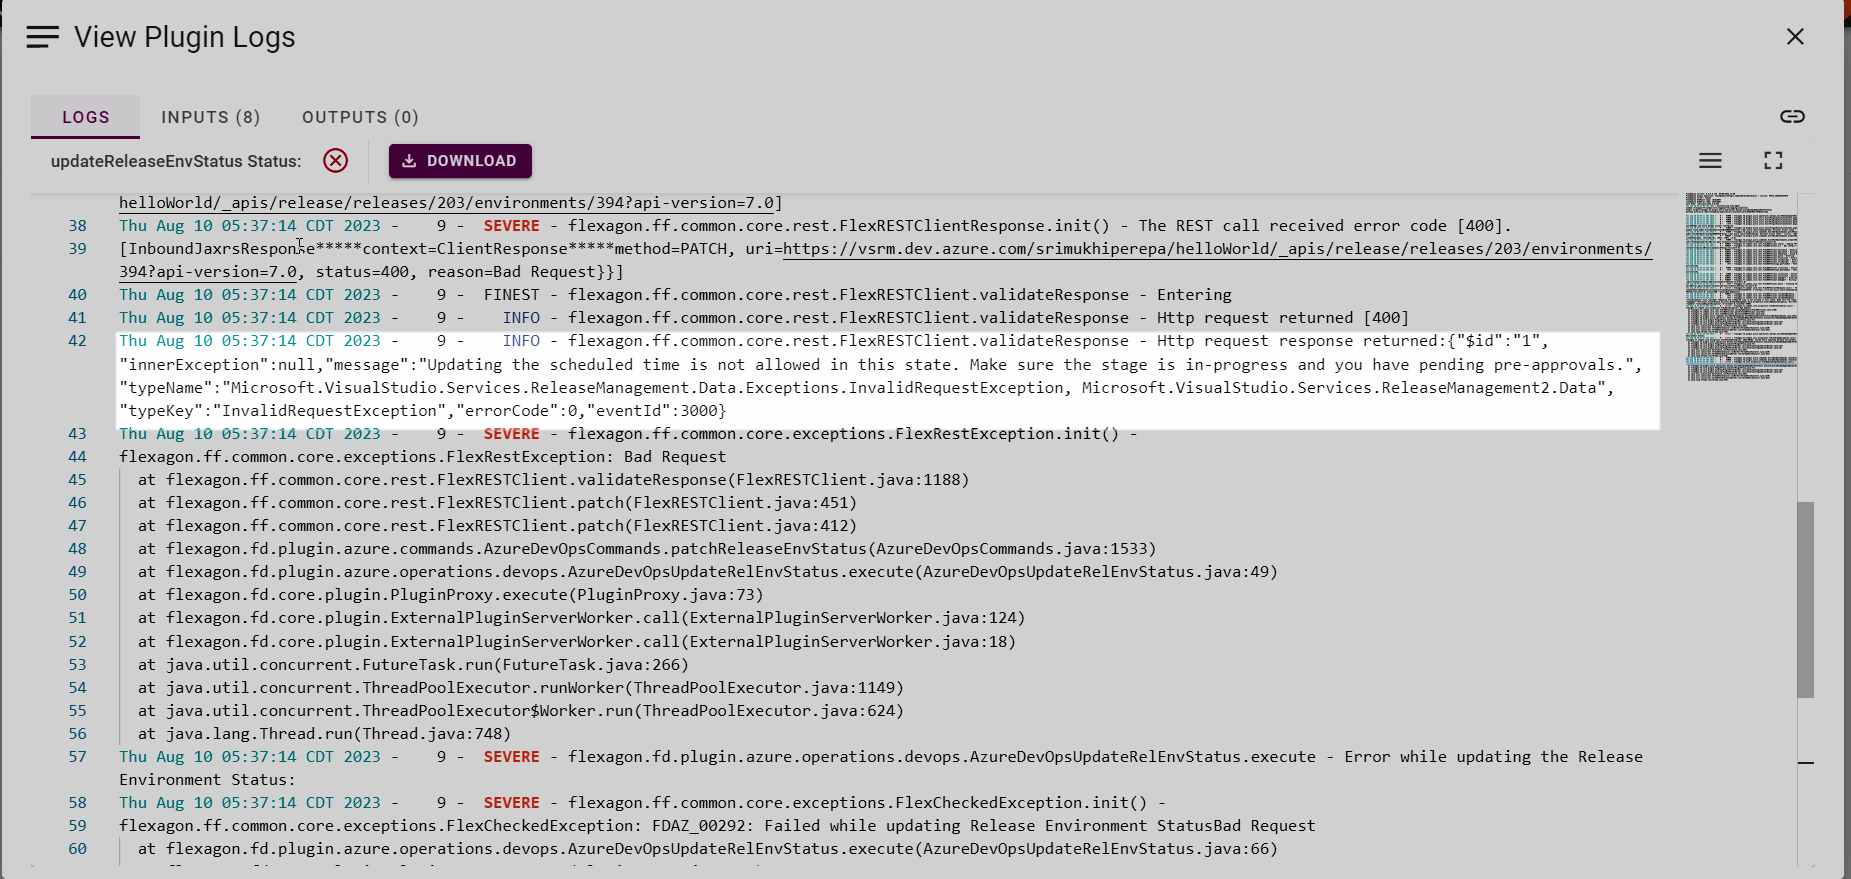 View Plugin Logs
LOGS
INPUTS (8)
OUTPUTS (0)
updateReleaseEnvStatus Status:
DOWNLOAD
helloWorld/_apis/release/releases/203/environments/394?api-version=7.0]
38 Thu Aug 10 05:37:14 CDT 2023 - 9 - SEVERE - flexagon.ff.common.core.rest.FlexRESTClientResponse.init() - The REST call received error code [400].
39 [InboundJaxrsResponse*****context=ClientResponse*****method=PATCH, uri=https://vsrm.dev.azure.com/srimukhiperepa/helloWorld/_apis/release/releases/203/environments/
394?api-version=7.0, status=400, reason=Bad Request}}]
40 Thu Aug 10 05:37:14 CDT 2023 - 9 - FINEST - flexagon.ff.common.core.rest.FlexRESTClient.validateResponse - Entering
41 Thu Aug 10 05:37:14 CDT 2023 - 9 - INFO - flexagon.ff.common.core.rest.FlexRESTClient.validateResponse - Http request returned [400]
42 Thu Aug 10 05:37:14 CDT 2023 - 9 - INFO - flexagon.ff.common.core.rest.FlexRESTClient.validateResponse - Http request response returned:{"$id":"1",
"innerException":null,"message":"Updating the scheduled time is not allowed in this state. Make sure the stage is in-progress and you have pending pre-approvals.",
"typeName":"Microsoft.VisualStudio.Services.ReleaseManagement.Data.Exceptions.InvalidRequestException, Microsoft.VisualStudio.Services.ReleaseManagement2.Data",
"typeKey":"InvalidRequestException","errorCode":0,"eventId":3000}
43 Thu Aug 10 05:37:14 CDT 2023 - 9 - SEVERE - flexagon.ff.common.core.exceptions.FlexRestException.init() -
44 flexagon.ff.common.core.exceptions.FlexRestException: Bad Request
45 at flexagon.ff.common.core.rest.FlexRESTClient.validateResponse(FlexRESTClient.java:1188)
46 at flexagon.ff.common.core.rest.FlexRESTClient.patch(FlexRESTClient.java:451)
47 at flexagon.ff.common.core.rest.FlexRESTClient.patch(FlexRESTClient.java:412)
48 at flexagon.fd.plugin.azure.commands.AzureDevOpsCommands.patchReleaseEnvStatus(AzureDevOpsCommands.java:1533)
49 at flexagon.fd.plugin.azure.operations.devops.AzureDevOpsUpdateRelEnvStatus.execute(AzureDevOpsUpdateRelEnvStatus.java:49)
50 at flexagon.fd.core.plugin.PluginProxy.execute(PluginProxy.java:73)
51 at flexagon.fd.core.plugin.ExternalPluginServerWorker.call(ExternalPluginServerWorker.java:124)
52 at flexagon.fd.core.plugin.ExternalPluginServerWorker.call(ExternalPluginServerWorker.java:18)
53 at java.util.concurrent.FutureTask.run(FutureTask.java:266)
54 at java.util.concurrent.ThreadPoolExecutor.runWorker(ThreadPoolExecutor.java:1149)
55 at java.util.concurrent.ThreadPoolExecutor$Worker.run(ThreadPoolExecutor.java:624)
56 at java.lang.Thread.run(Thread.java:748)
57 Thu Aug 10 05:37:14 CDT 2023 - 9 - SEVERE - flexagon.fd.plugin.azure.operations.devops.AzureDevOpsUpdateRelEnvStatus.execute - Error while updating the Release
Environment Status:
58 Thu Aug 10 05:37:14 CDT 2023 - 9 - SEVERE - flexagon.ff.common.core.exceptions.FlexCheckedException.init() -
59 flexagon.ff.common.core.exceptions.FlexCheckedException: FDAZ_00292: Failed while updating Release Environment StatusBad Request
60 at flexagon.fd.plugin.azure.operations.devops.AzureDevOpsUpdateRelEnvStatus.execute(AzureDevOpsUpdateRelEnvStatus.java:66)